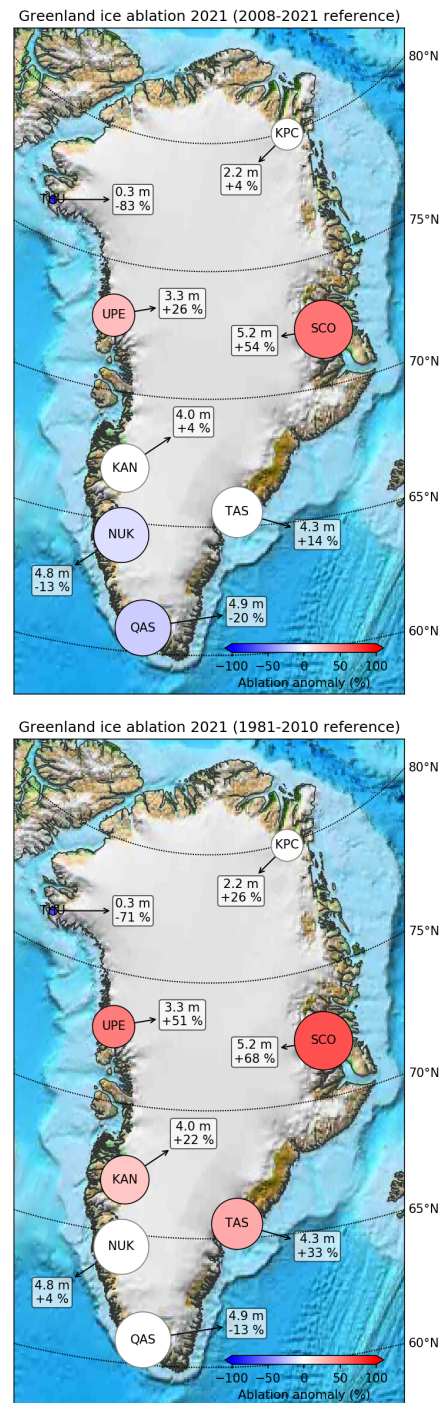 Greenland ice ablation 2021 (2008-2021 reference)
80°N
KPC
2.2 m
+4 %
THU
0.3 m
-83 %
75°N
UPE
3.3 m
+26 %
SCO
5.2 m
+54 %
70°N
4.0 m
+4 %
KAN
65°N
TAS
4.3 m
+14 %
NUK
4.8 m
-13 %
QAS
4.9 m
-20 %
60°N
−100 −50 0 50 100
Ablation anomaly (%)
Greenland ice ablation 2021 (1981-2010 reference)
80°N
KPC
2.2 m
+26 %
THU
0.3 m
-71 %
75°N
UPE
3.3 m
+51 %
SCO
5.2 m
+68 %
70°N
4.0 m
+22 %
KAN
65°N
TAS
4.3 m
+33 %
NUK
4.8 m
+4 %
QAS
4.9 m
-13 %
60°N
−100 −50 0 50 100
Ablation anomaly (%)